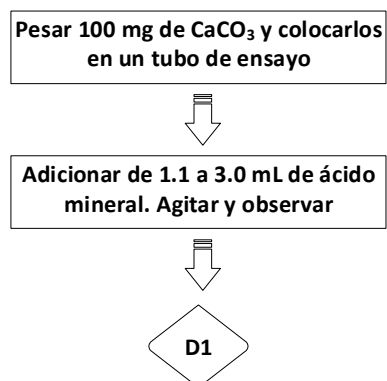 Pesar 100 mg de CaCO₃ y colocarlos
en un tubo de ensayo
Adicionar de 1.1 a 3.0 mL de ácido
mineral. Agitar y observar
D1